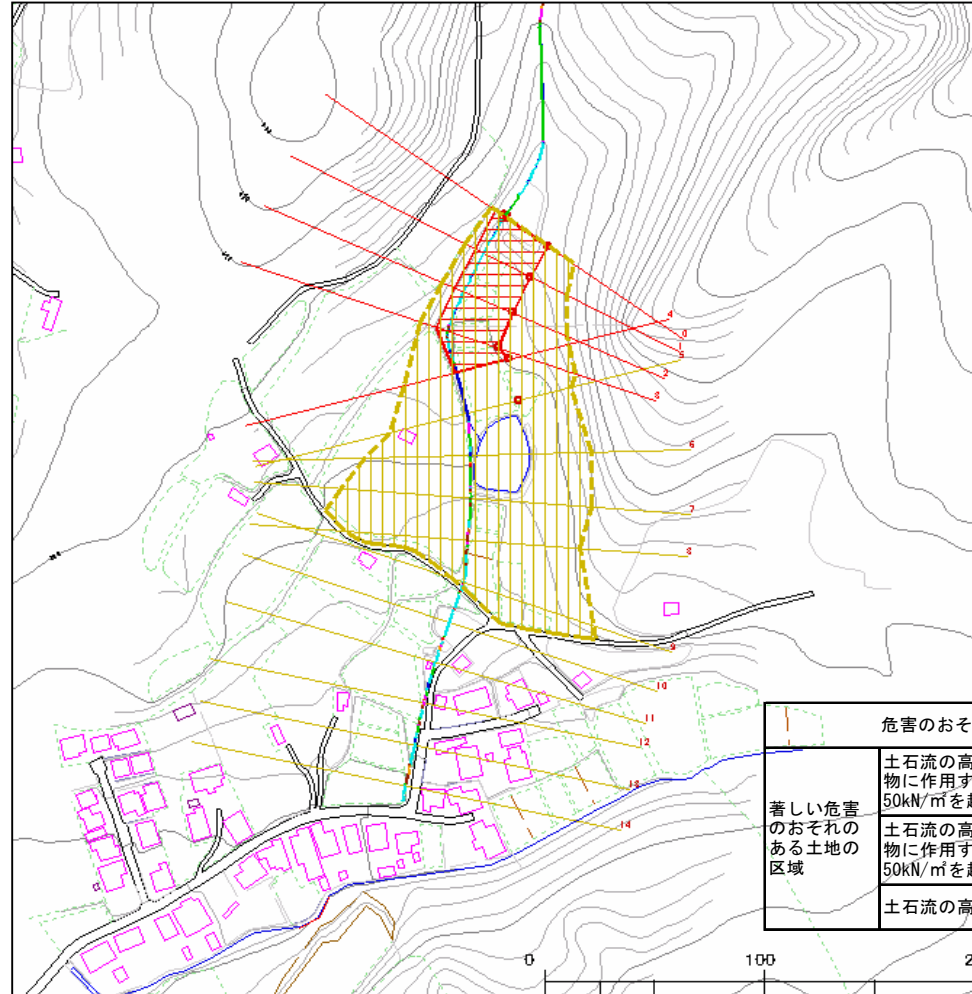 4
0
1
5
2
3
6
7
8
9
10
11
12
13
14
危害のおそ
著しい危害
のおそれの
ある土地の
区域
土石流の高
物に作用す
50kN/㎡を超
土石流の高
物に作用す
50kN/㎡を超
土石流の高
0
100
2